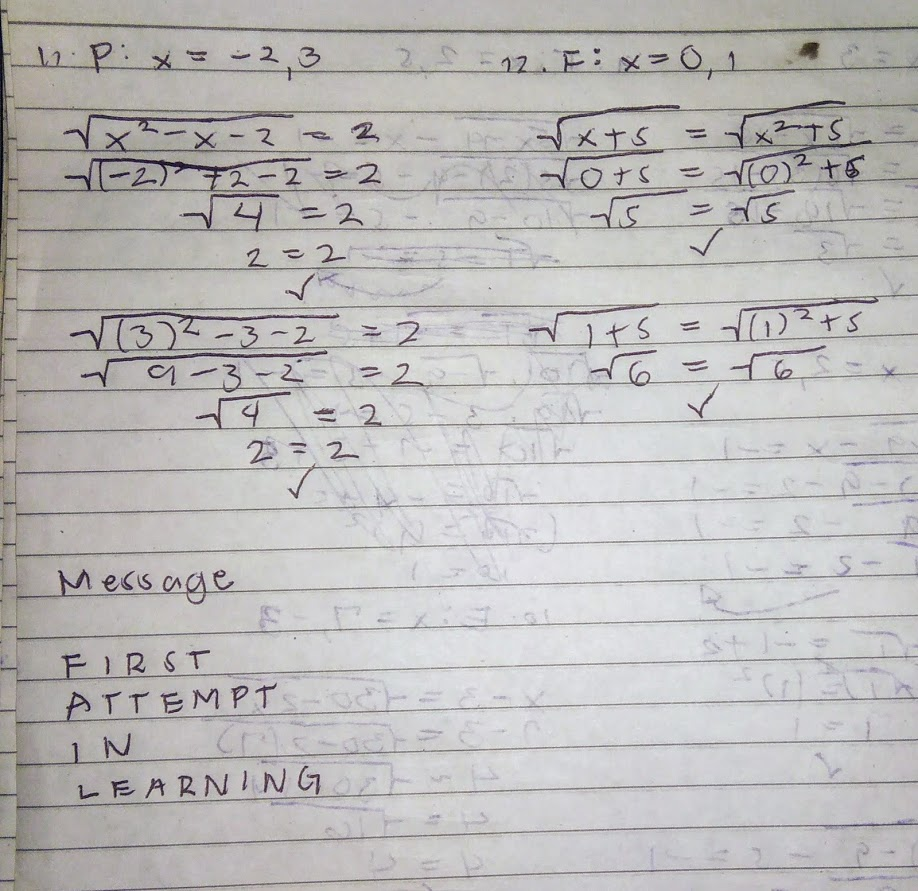 11. P: x = -2, 3
√(x² - x - 2) = 2
√((-2)² + 2 - 2) = 2
√4 = 2
2 = 2
✓
√((3)² - 3 - 2) = 2
√(9 - 3 - 2) = 2
√4 = 2
2 = 2
✓
12. F: x = 0, 1
√(x + 5) = √(x² + 5)
√(0 + 5) = √((0)² + 5)
√5 = √5
✓
√(1 + 5) = √((1)² + 5)
√6 = √6
✓
Message
FIRST
ATTEMPT
IN
LEARNING